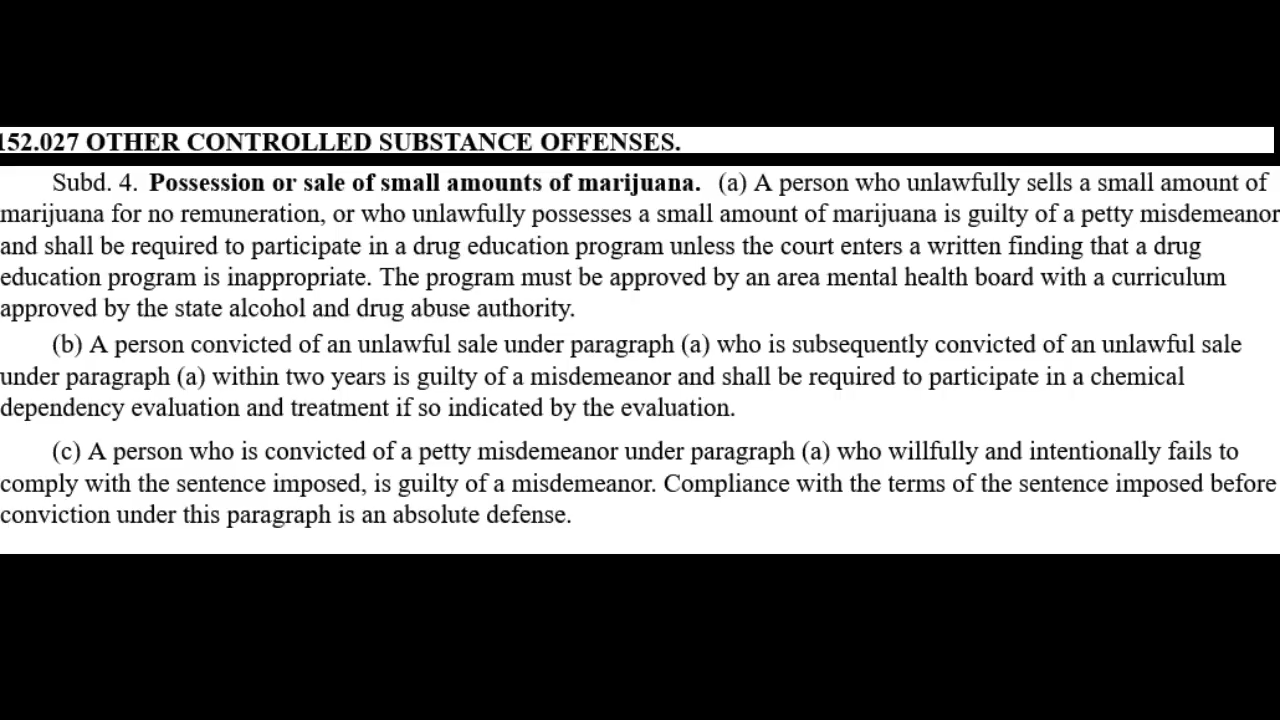 152.027 OTHER CONTROLLED SUBSTANCE OFFENSES.
Subd. 4. Possession or sale of small amounts of marijuana. (a) A person who unlawfully sells a small amount of
marijuana for no remuneration, or who unlawfully possesses a small amount of marijuana is guilty of a petty misdemeanor
and shall be required to participate in a drug education program unless the court enters a written finding that a drug
education program is inappropriate. The program must be approved by an area mental health board with a curriculum
approved by the state alcohol and drug abuse authority.
(b) A person convicted of an unlawful sale under paragraph (a) who is subsequently convicted of an unlawful sale
under paragraph (a) within two years is guilty of a misdemeanor and shall be required to participate in a chemical
dependency evaluation and treatment if so indicated by the evaluation.
(c) A person who is convicted of a petty misdemeanor under paragraph (a) who willfully and intentionally fails to
comply with the sentence imposed, is guilty of a misdemeanor. Compliance with the terms of the sentence imposed before
conviction under this paragraph is an absolute defense.